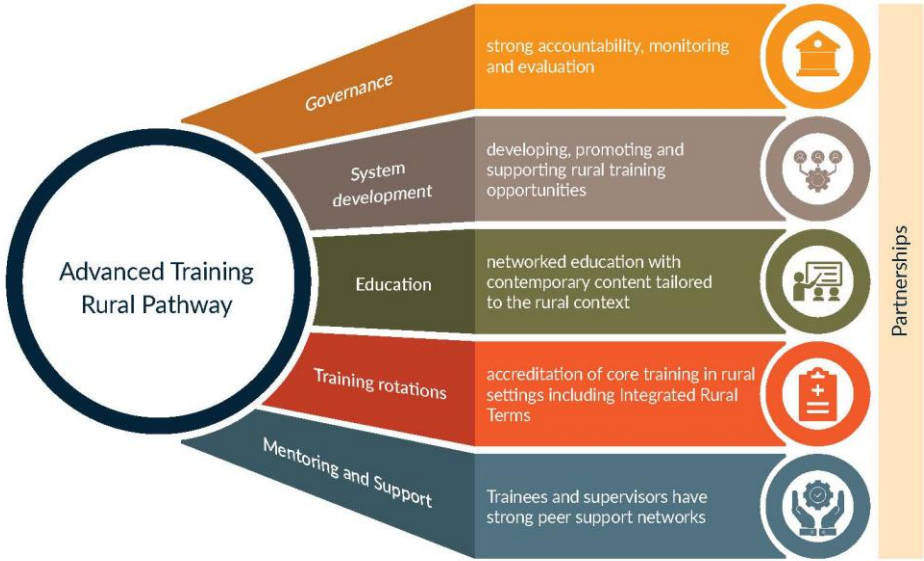 Advanced Training
Rural Pathway
Governance
strong accountability, monitoring
and evaluation
System
development
developing, promoting and
supporting rural training
opportunities
Education
networked education with
contemporary content tailored
to the rural context
Training rotations
accreditation of core training in rural
settings including Integrated Rural
Terms
Mentoring and Support
Trainees and supervisors have
strong peer support networks
Partnerships